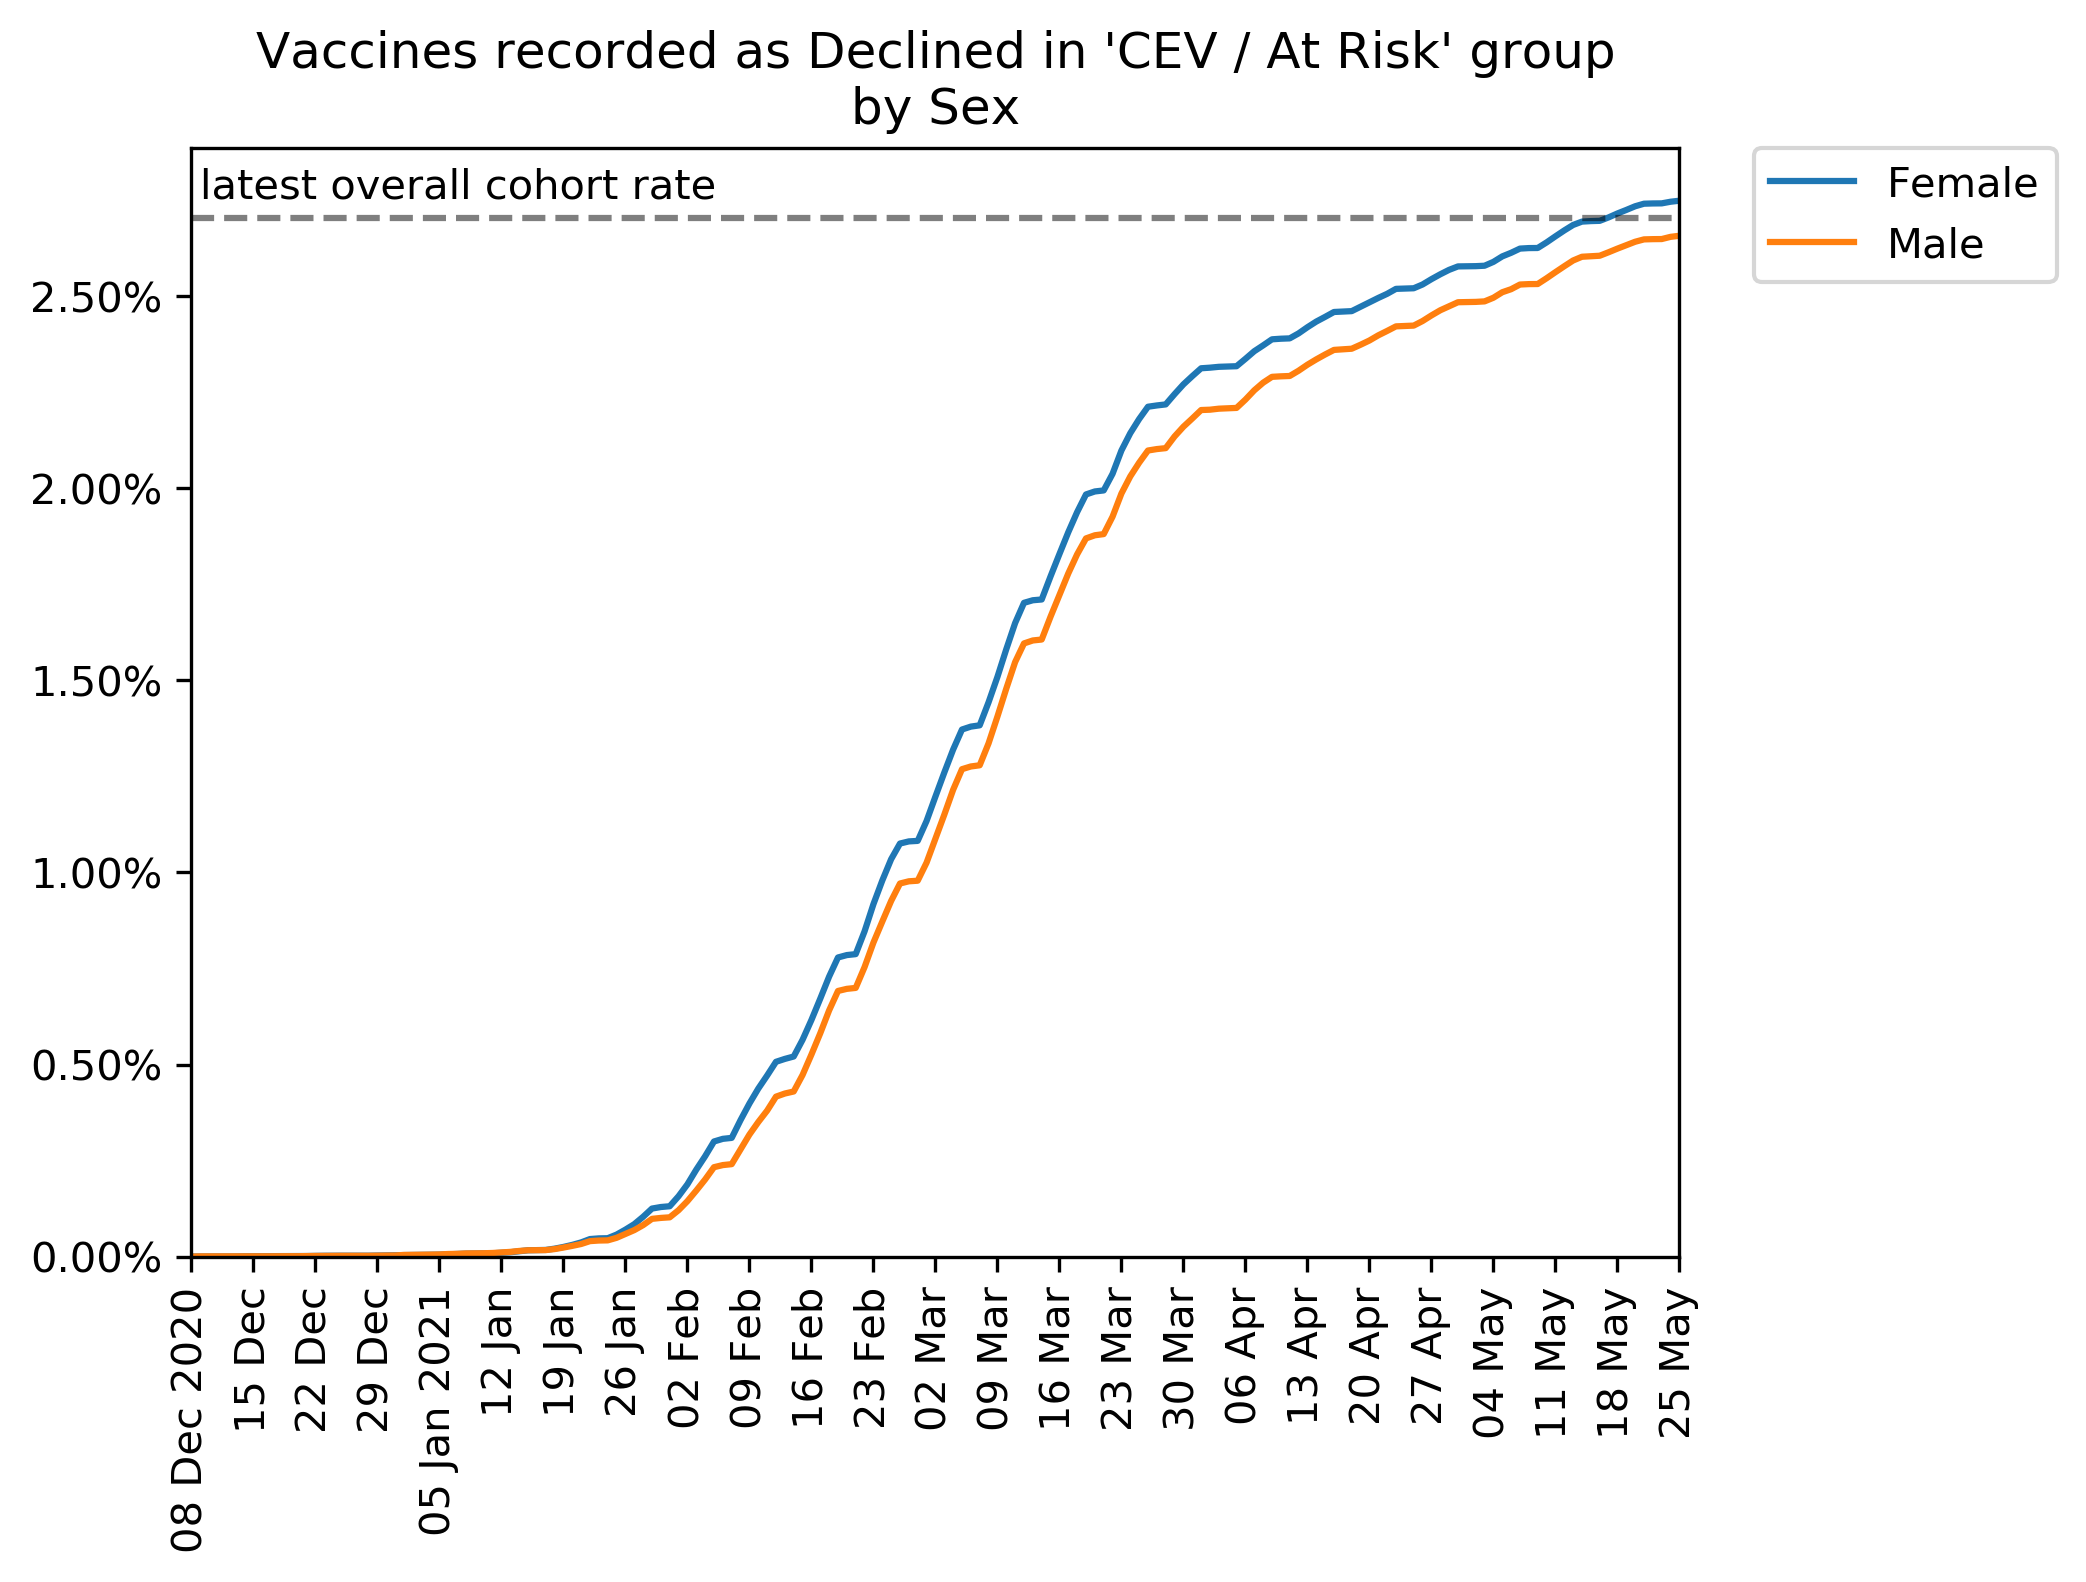 Vaccines recorded as Declined in 'CEV / At Risk' group
by Sex
latest overall cohort rate
Female
Male
2.50%
2.00%
1.50%
1.00%
0.50%
0.00%
08 Dec 2020
15 Dec
22 Dec
29 Dec
05 Jan 2021
12 Jan
19 Jan
26 Jan
02 Feb
09 Feb
16 Feb
23 Feb
02 Mar
09 Mar
16 Mar
23 Mar
30 Mar
06 Apr
13 Apr
20 Apr
27 Apr
04 May
11 May
18 May
25 May